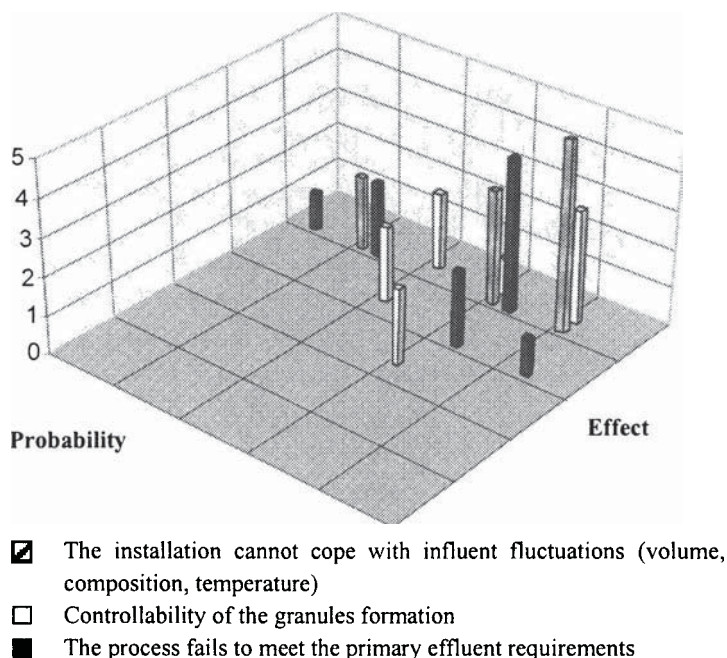 5
4
3
2
1
0
Probability
Effect
The installation cannot cope with influent fluctuations (volume,
composition, temperature)
Controllability of the granules formation
The process fails to meet the primary effluent requirements